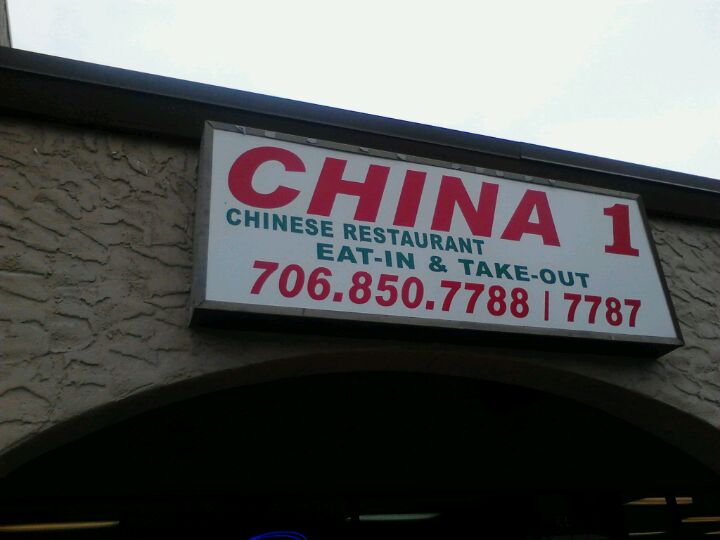 CHINA 1
CHINESE RESTAURANT
EAT-IN & TAKE-OUT
706.850.7788 | 7787